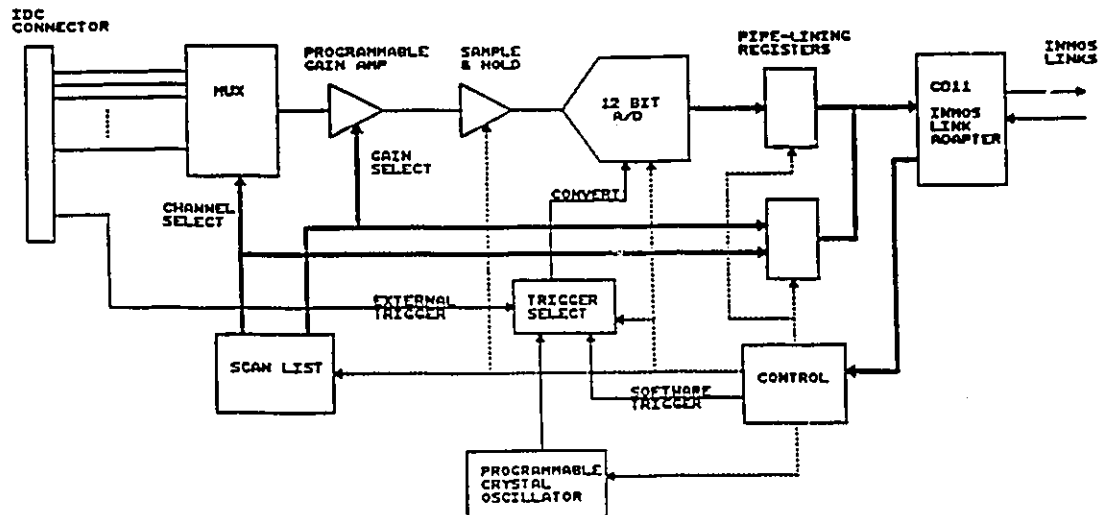 IDC
CONNECTOR
MUX
PROGRAMMABLE
GAIN AMP
SAMPLE
& HOLD
12 BIT
A/D
PIPE-LINING
REGISTERS
C011
INMOS
LINK
ADAPTER
INMOS
LINKS
GAIN
SELECT
CONVERT
CHANNEL
SELECT
EXTERNAL
TRIGGER
TRIGGER
SELECT
SCAN LIST
SOFTWARE
TRIGGER
CONTROL
PROGRAMMABLE
CRYSTAL
OSCILLATOR